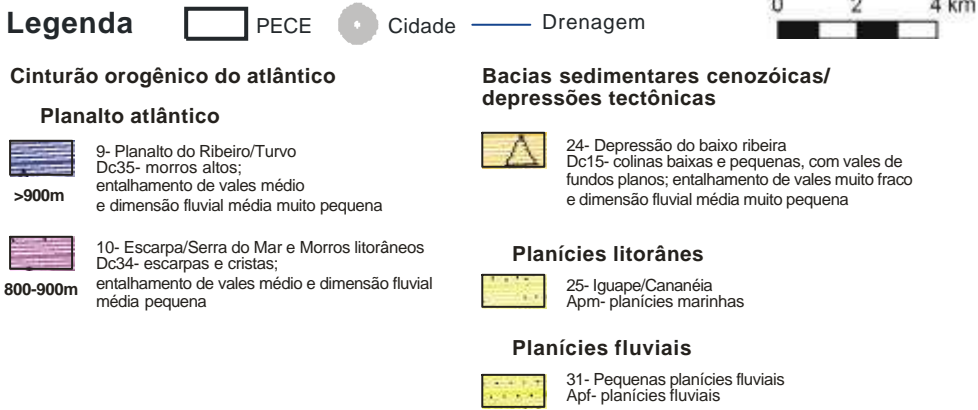 Legenda PECE Cidade Drenagem
0 2 4 km
Cinturão orogênico do atlântico
Planalto atlântico
9- Planalto do Ribeiro/Turvo
Dc35- morros altos;
entalhamento de vales médio
e dimensão fluvial média muito pequena
>900m
10- Escarpa/Serra do Mar e Morros litorâneos
Dc34- escarpas e cristas;
entalhamento de vales médio e dimensão fluvial
média pequena
800-900m
Bacias sedimentares cenozóicas/
depressões tectônicas
24- Depressão do baixo ribeira
Dc15- colinas baixas e pequenas, com vales de
fundos planos; entalhamento de vales muito fraco
e dimensão fluvial média muito pequena
Planícies litorânes
25- Iguape/Cananéia
Apm- planícies marinhas
Planícies fluviais
31- Pequenas planícies fluviais
Apf- planícies fluviais